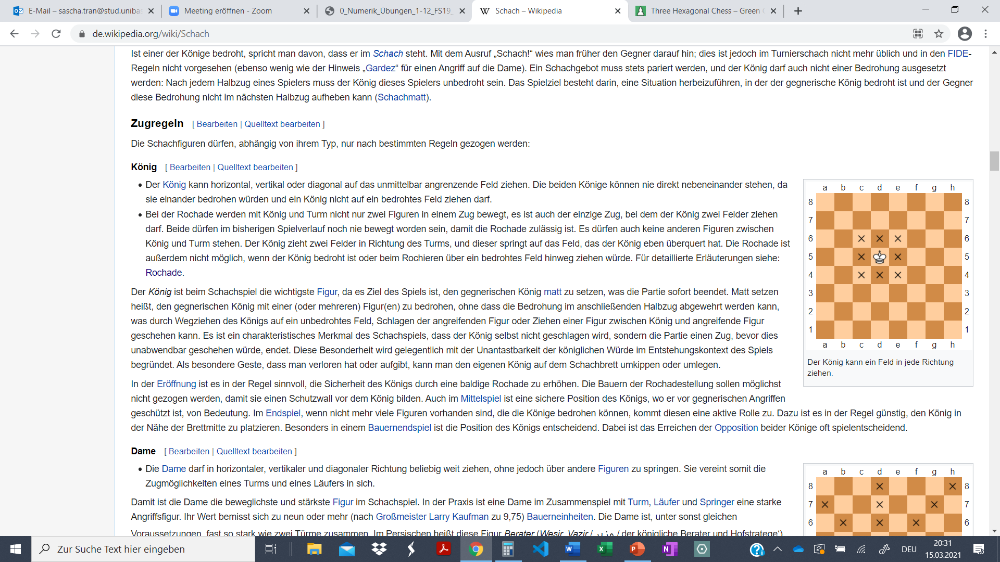 E-Mail – sascha.tran@stud.uniba
Meeting eröffnen - Zoom
0_Numerik_Übungen_1-12_FS19_
Schach – Wikipedia
Three Hexagonal Chess – Green
de.wikipedia.org/wiki/Schach
Ist einer der Könige bedroht, spricht man davon, dass er im Schach steht. Mit dem Ausruf „Schach!“ wies man früher den Gegner darauf hin; dies ist jedoch im Turnierschach nicht mehr üblich und in den FIDE-
Regeln nicht vorgesehen (ebenso wenig wie der Hinweis „Gardez“ für einen Angriff auf die Dame). Ein Schachgebot muss stets pariert werden, und der König darf auch nicht einer Bedrohung ausgesetzt
werden: Nach jedem Halbzug eines Spielers muss der König dieses Spielers unbedroht sein. Das Spielziel besteht darin, eine Situation herbeizuführen, in der der gegnerische König bedroht ist und der Gegner
diese Bedrohung nicht im nächsten Halbzug aufheben kann (Schachmatt).
Zugregeln [ Bearbeiten | Quelltext bearbeiten ]
Die Schachfiguren dürfen, abhängig von ihrem Typ, nur nach bestimmten Regeln gezogen werden:
König [ Bearbeiten | Quelltext bearbeiten ]
• Der König kann horizontal, vertikal oder diagonal auf das unmittelbar angrenzende Feld ziehen. Die beiden Könige können nie direkt nebeneinander stehen, da
sie einander bedrohen würden und ein König nicht auf ein bedrohtes Feld ziehen darf.
• Bei der Rochade werden mit König und Turm nicht nur zwei Figuren in einem Zug bewegt, es ist auch der einzige Zug, bei dem der König zwei Felder ziehen
darf. Beide dürfen im bisherigen Spielverlauf noch nie bewegt worden sein, damit die Rochade zulässig ist. Es dürfen auch keine anderen Figuren zwischen
König und Turm stehen. Der König zieht zwei Felder in Richtung des Turms, und dieser springt auf das Feld, das der König eben überquert hat. Die Rochade ist
außerdem nicht möglich, wenn der König bedroht ist oder beim Rochieren über ein bedrohtes Feld hinweg ziehen würde. Für detaillierte Erläuterungen siehe:
Rochade.
a b c d e f g h
8 8
7 7
6 6
5 5
4 4
3 3
2 2
1 1
a b c d e f g h
Der König kann ein Feld in jede Richtung
ziehen.
Der König ist beim Schachspiel die wichtigste Figur, da es Ziel des Spiels ist, den gegnerischen König matt zu setzen, was die Partie sofort beendet. Matt setzen
heißt, den gegnerischen König mit einer (oder mehreren) Figur(en) zu bedrohen, ohne dass die Bedrohung im anschließenden Halbzug abgewehrt werden kann,
was durch Wegziehen des Königs auf ein unbedrohtes Feld, Schlagen der angreifenden Figur oder Ziehen einer Figur zwischen König und angreifende Figur
geschehen kann. Es ist ein charakteristisches Merkmal des Schachspiels, dass der König selbst nicht geschlagen wird, sondern die Partie einen Zug, bevor dies
unabwendbar geschehen würde, endet. Diese Besonderheit wird gelegentlich mit der Unantastbarkeit der königlichen Würde im Entstehungskontext des Spiels
begründet. Als besondere Geste, dass man verloren hat oder aufgibt, kann man den eigenen König auf dem Schachbrett umkippen oder umlegen.
In der Eröffnung ist es in der Regel sinnvoll, die Sicherheit des Königs durch eine baldige Rochade zu erhöhen. Die Bauern der Rochadestellung sollen möglichst
nicht gezogen werden, damit sie einen Schutzwall vor dem König bilden. Auch im Mittelspiel ist eine sichere Position des Königs, wo er vor gegnerischen Angriffen
geschützt ist, von Bedeutung. Im Endspiel, wenn nicht mehr viele Figuren vorhanden sind, die die Könige bedrohen können, kommt diesen eine aktive Rolle zu. Dazu ist es in der Regel günstig, den König in
der Nähe der Brettmitte zu platzieren. Besonders in einem Bauernendspiel ist die Position des Königs entscheidend. Dabei ist das Erreichen der Opposition beider Könige oft spielentscheidend.
Dame [ Bearbeiten | Quelltext bearbeiten ]
• Die Dame darf in horizontaler, vertikaler und diagonaler Richtung beliebig weit ziehen, ohne jedoch über andere Figuren zu springen. Sie vereint somit die
Zugmöglichkeiten eines Turms und eines Läufers in sich.
Damit ist die Dame die beweglichste und stärkste Figur im Schachspiel. In der Praxis ist eine Dame im Zusammenspiel mit Turm, Läufer und Springer eine starke
Angriffsfigur. Ihr Wert bemisst sich zu neun oder mehr (nach Großmeister Larry Kaufman zu 9,75) Bauerneinheiten. Die Dame ist, unter sonst gleichen
Voraussetzungen, fast so stark wie zwei Türme zusammen. Im Persischen heißt diese Figur Berater (Wesir, Vazir / وزیر / der königliche Berater und Hofstratege‘)
a b c d e f g h
8 8
7 7
6 6
Zur Suche Text hier eingeben
DEU
20:31
15.03.2021